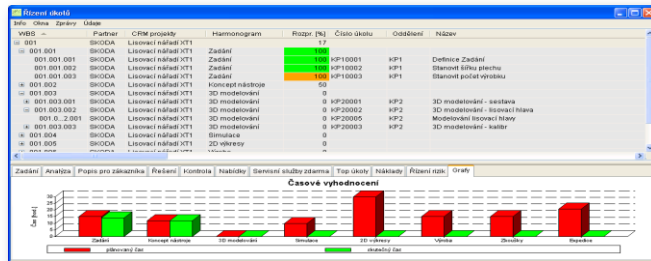 Řízení úkolů
Info Okna Zprávy Údaje
WBS Partner CRM projekty Harmonogram Rozpr. [%] Číslo úkolu Oddělení Název
001 SKODA Lisovací nářadí XT1 17
001.001 SKODA Lisovací nářadí XT1 Zadání 100
001.001.001 SKODA Lisovací nářadí XT1 Zadání 100 KP10001 KP1 Definice Zadání
001.001.002 SKODA Lisovací nářadí XT1 Zadání 100 KP10002 KP1 Stanovit šířku plechu
001.001.003 SKODA Lisovací nářadí XT1 Zadání 100 KP10003 KP1 Stanovit počet výrobku
001.002 SKODA Lisovací nářadí XT1 Koncept nástroje 50
001.003 SKODA Lisovací nářadí XT1 3D modelování 0
001.003.001 SKODA Lisovací nářadí XT1 3D modelování 0 KP20001 KP2 3D modelování - sestava
001.003.002 SKODA Lisovací nářadí XT1 3D modelování 0 KP20002 KP2 3D modelování - lisovací hlava
001.0...2.001 SKODA Lisovací nářadí XT1 3D modelování 0 KP20005 KP2 Modelování lisovací hlavy
001.003.003 SKODA Lisovací nářadí XT1 3D modelování 0 KP20003 KP2 3D modelování - kalibr
001.004 SKODA Lisovací nářadí XT1 Simulace 0
001.005 SKODA Lisovací nářadí XT1 2D výkresy 0
Zadání Analýza Popis pro zákazníka Řešení Kontrola Nabídky Servisní služby zdarma Top úkoly Náklady Řízení rizik Grafy
Časové vyhodnocení
Čas [hod.]
30
25
20
15
10
5
0
Zadání Koncept nástroje 3D modelování Simulace 2D výkresy Výroba Zkoušky Expedice
plánovaný čas skutečný čas